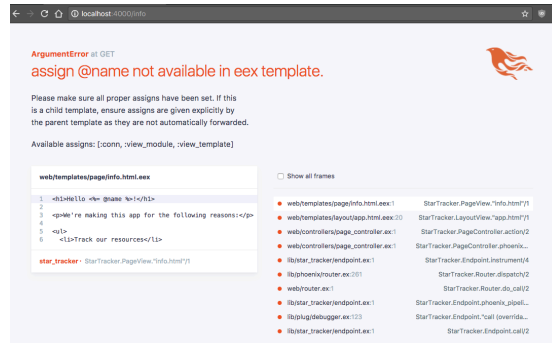 localhost:4000/info
ArgumentError at GET
assign @name not available in eex template.
Please make sure all proper assigns have been set. If this
is a child template, ensure assigns are given explicitly by
the parent template as they are not automatically forwarded.
Available assigns: [:conn, :view_module, :view_template]
web/templates/page/info.html.eex
1 <h1>Hello <%= @name %>!</h1>
2
3 <p>We're making this app for the following reasons:</p>
4
5 <ul>
6 <li>Track our resources</li>
star_tracker · StarTracker.PageView."info.html"/1
Show all frames
web/templates/page/info.html.eex:1 StarTracker.PageView."info.html"/1
web/templates/layout/app.html.eex:20 StarTracker.LayoutView."app.html"/1
web/controllers/page_controller.ex:1 StarTracker.PageController.action/2
web/controllers/page_controller.ex:1 StarTracker.PageController.phoenix...
lib/star_tracker/endpoint.ex:1 StarTracker.Endpoint.instrument/4
lib/phoenix/router.ex:261 StarTracker.Router.dispatch/2
web/router.ex:1 StarTracker.Router.do_call/2
lib/star_tracker/endpoint.ex:1 StarTracker.Endpoint.phoenix_pipeli...
lib/plug/debugger.ex:123 StarTracker.Endpoint."call (overrida...
lib/star_tracker/endpoint.ex:1 StarTracker.Endpoint.call/2